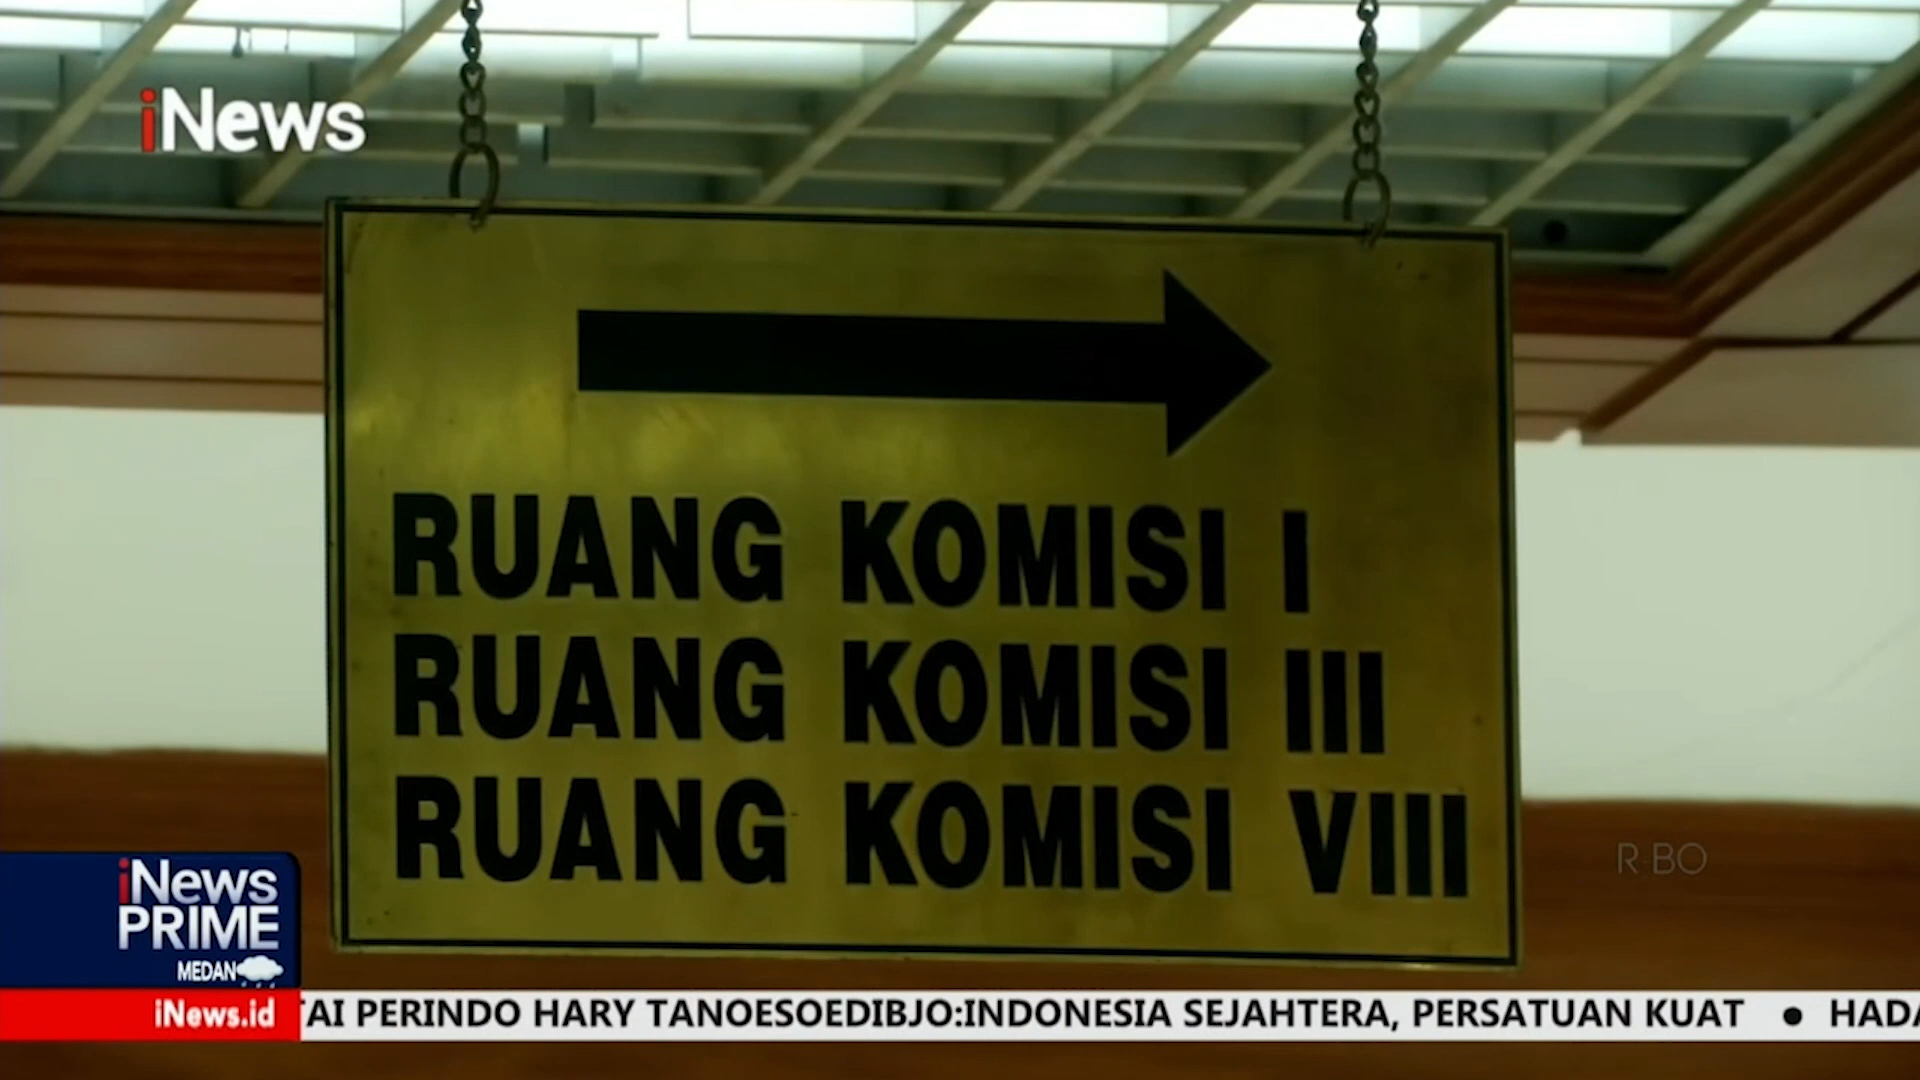 iNews
RUANG KOMISI I
RUANG KOMISI III
RUANG KOMISI VIII
R-BO
iNews
PRIME
MEDAN
iNews.id
TAI PERINDO HARY TANOESOEDIBJO:INDONESIA SEJAHTERA, PERSATUAN KUAT ● HADA